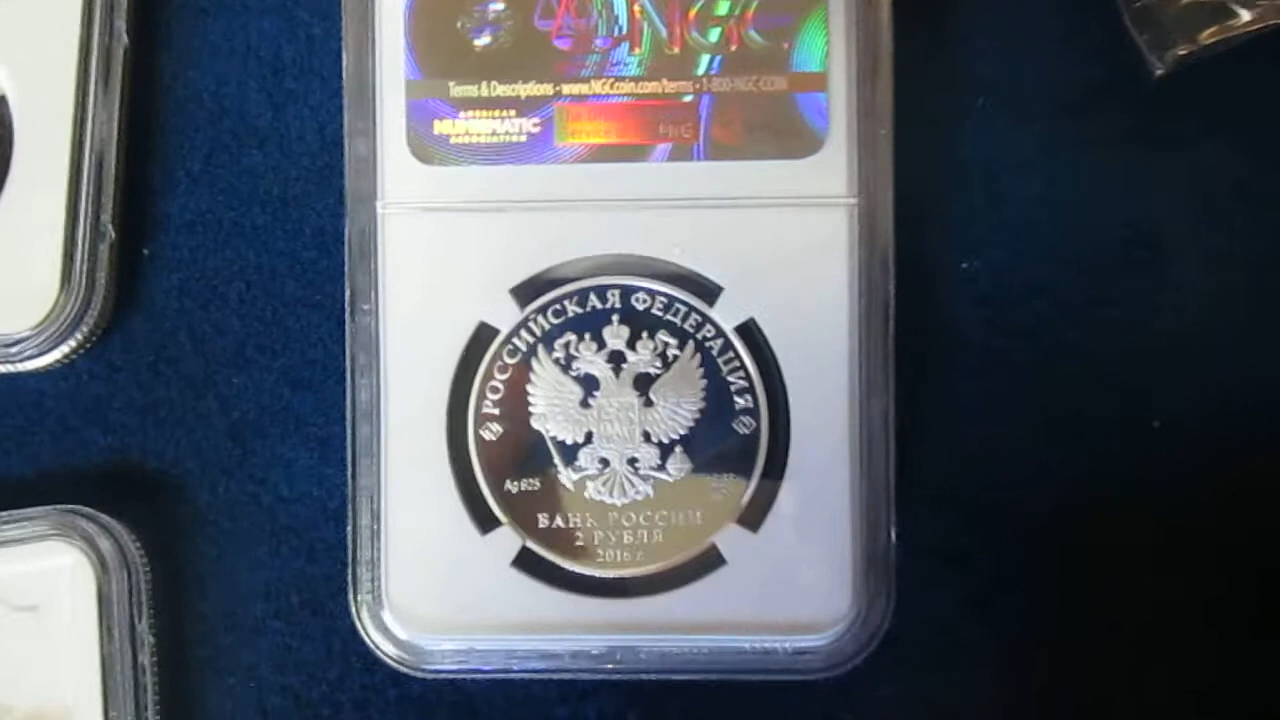 NGC
Terms & Descriptions • www.NGCcoin.com/terms • 1-800-NGC-COIN
AMERICAN
NUMISMATIC
ASSOCIATION
PNG
РОССИЙСКАЯ ФЕДЕРАЦИЯ
Ag 925
БАНК РОССИИ
2 РУБЛЯ
2016 г.